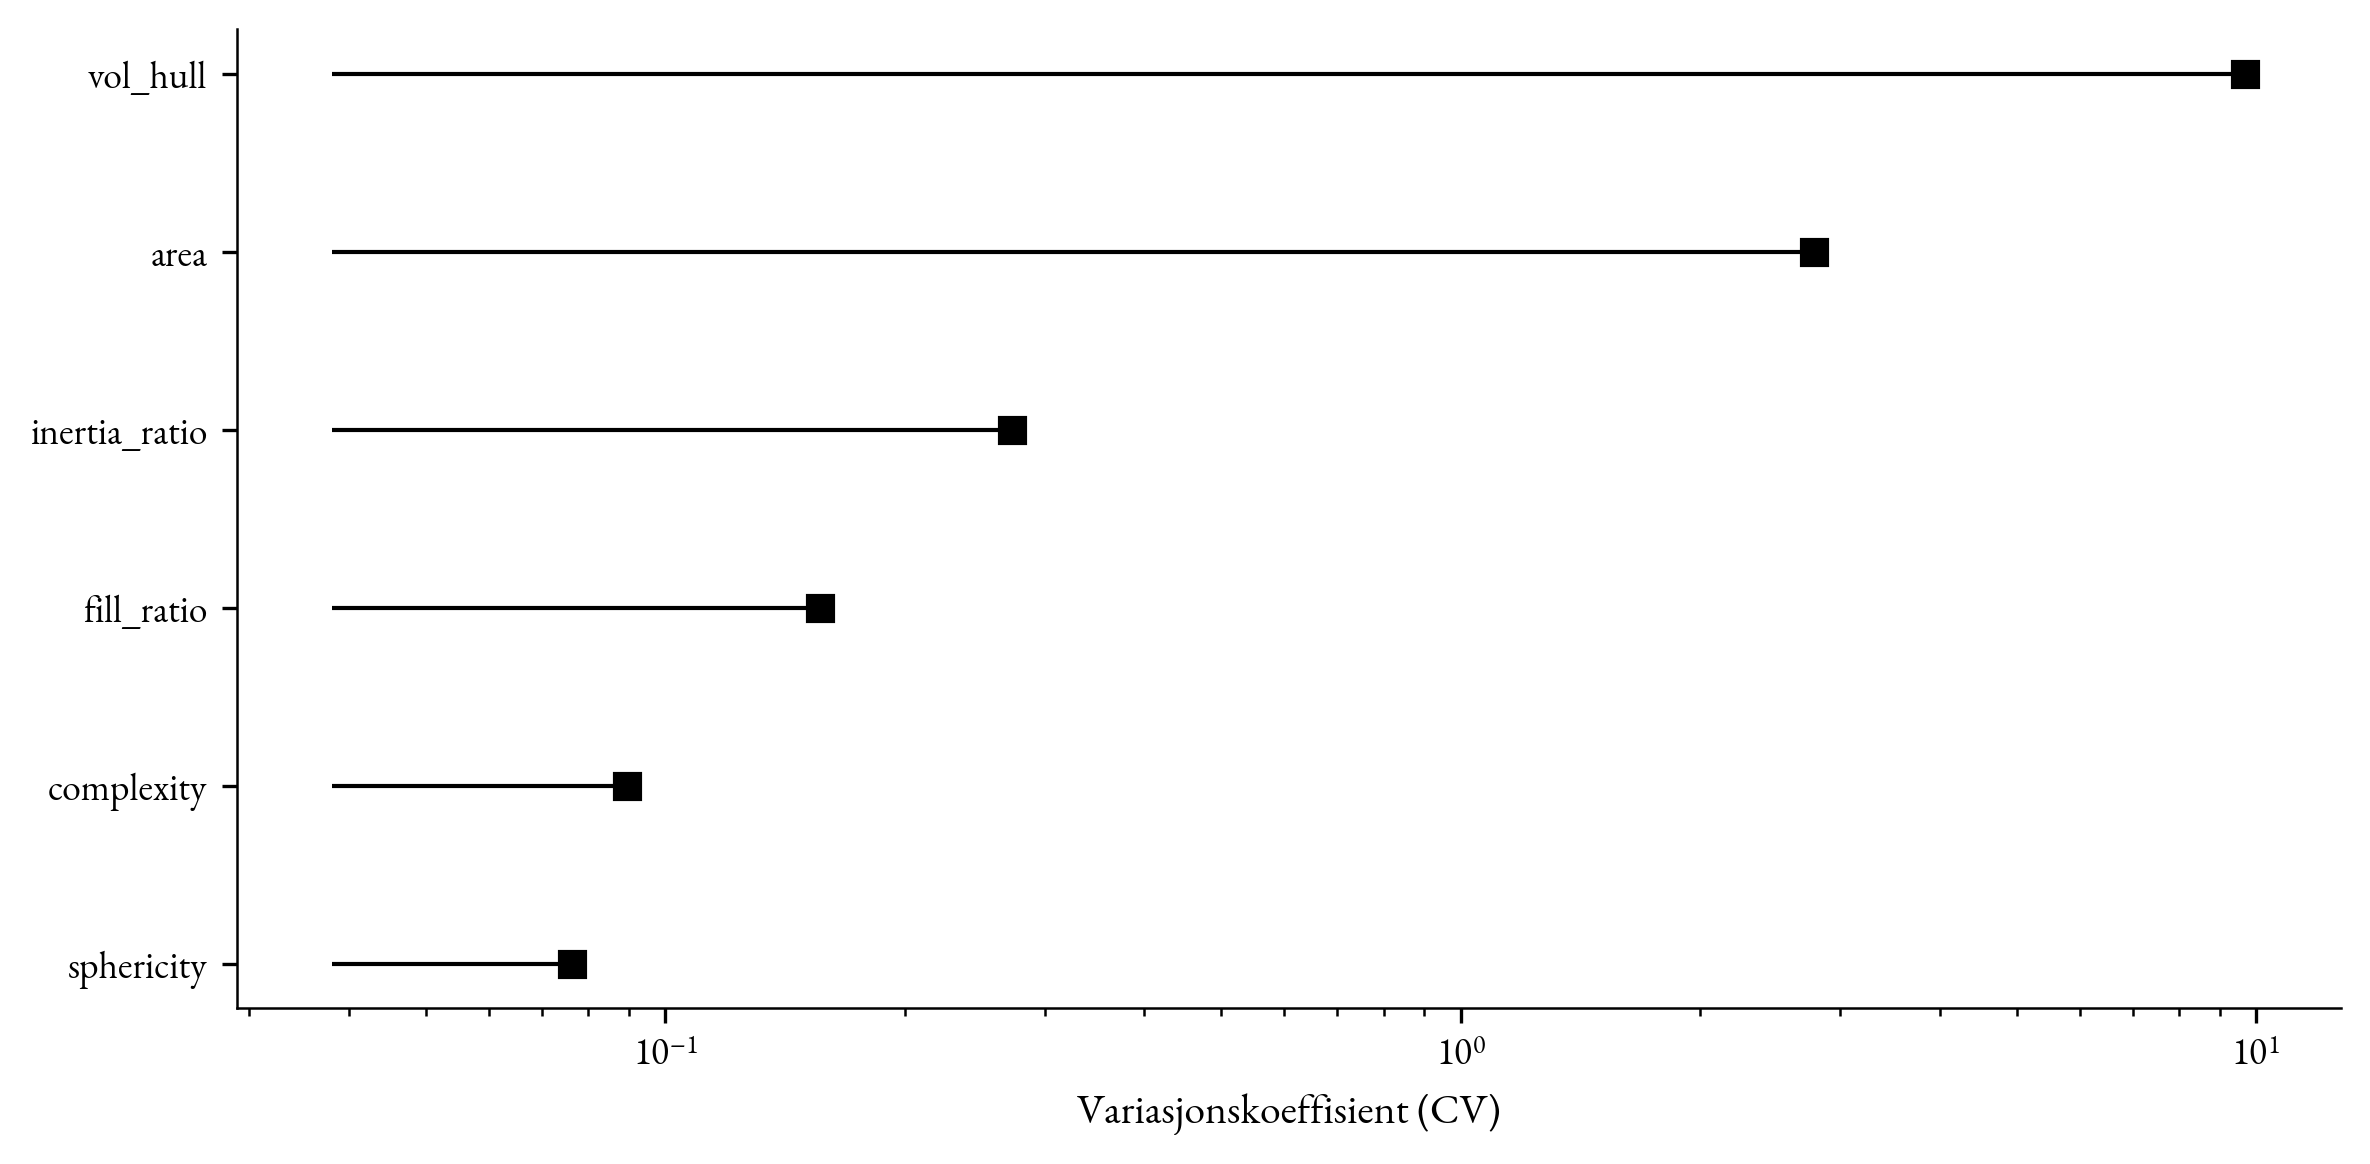 vol_hull
area
inertia_ratio
fill_ratio
complexity
sphericity
10⁻¹ 10⁰ 10¹
Variasjonskoeffisient (CV)